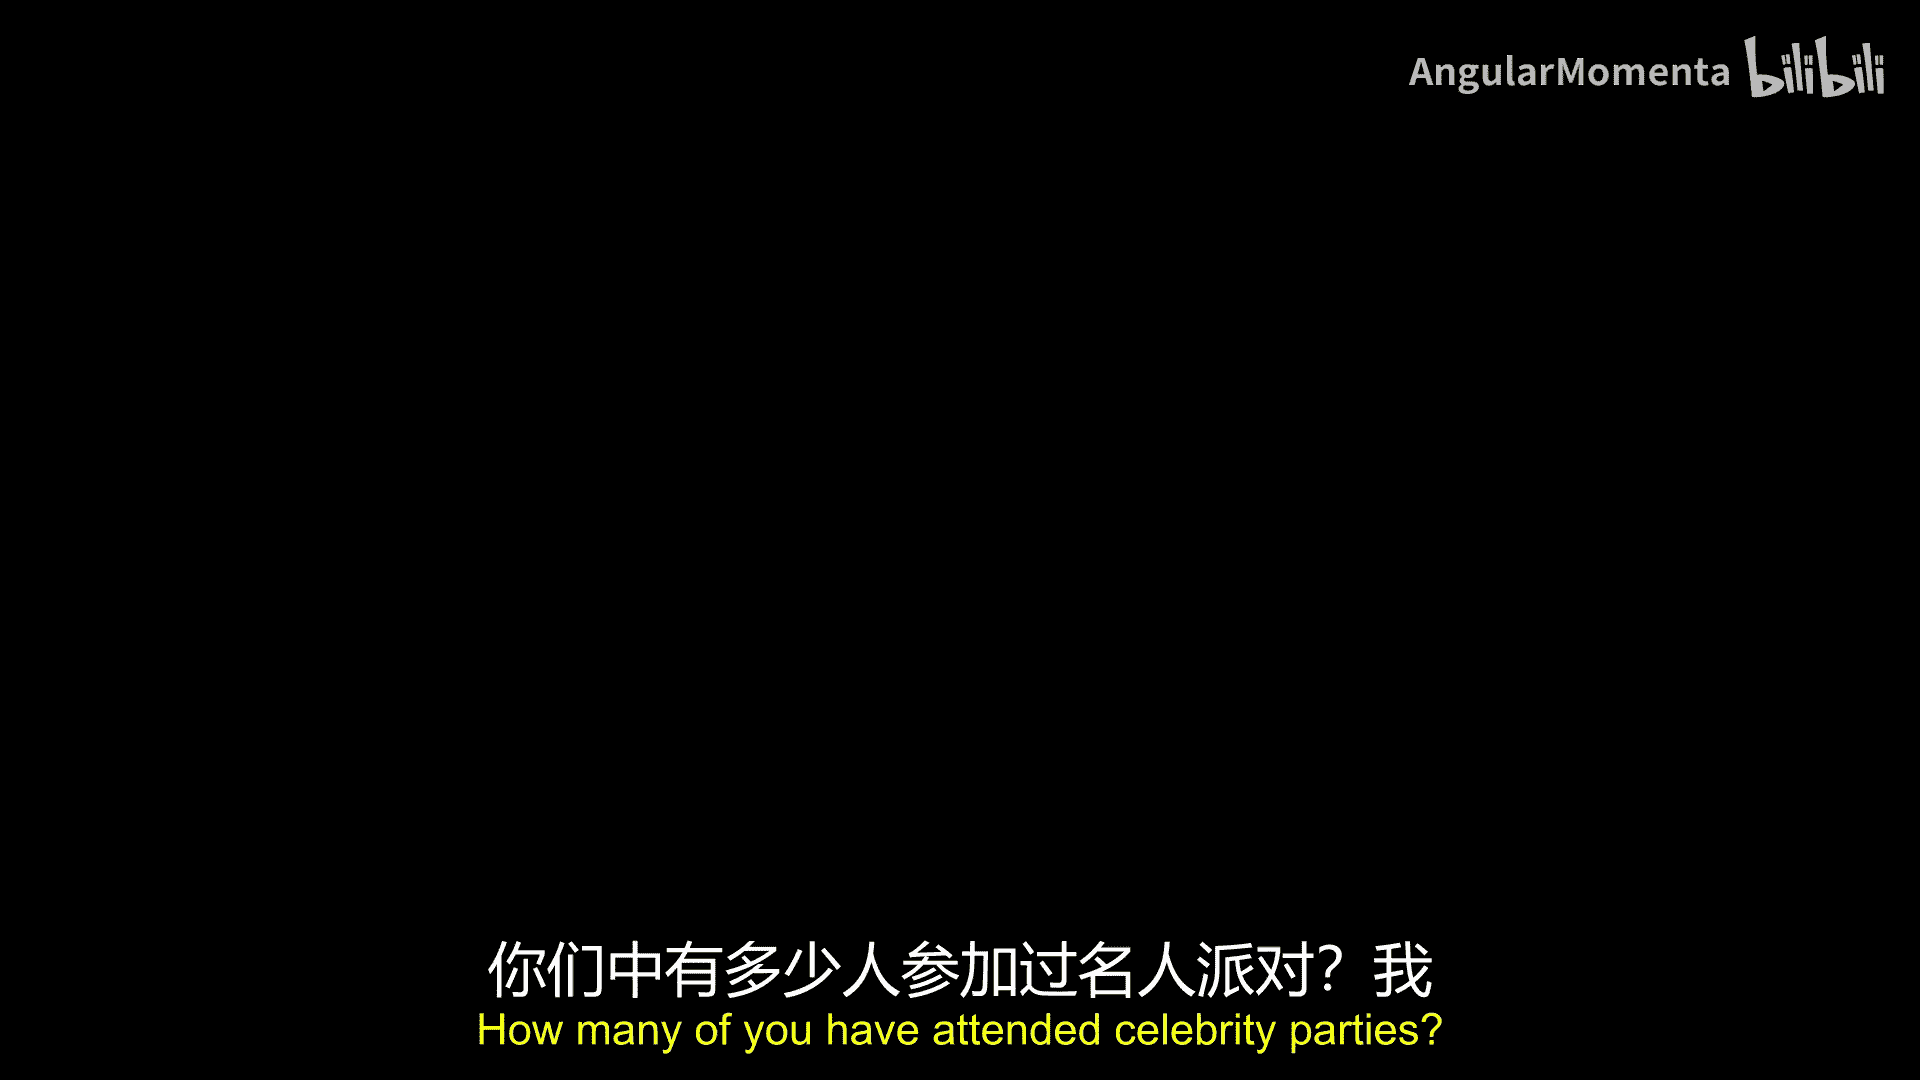 AngularMomenta bilibili
你们中有多少人参加过名人派对？我
How many of you have attended celebrity parties?